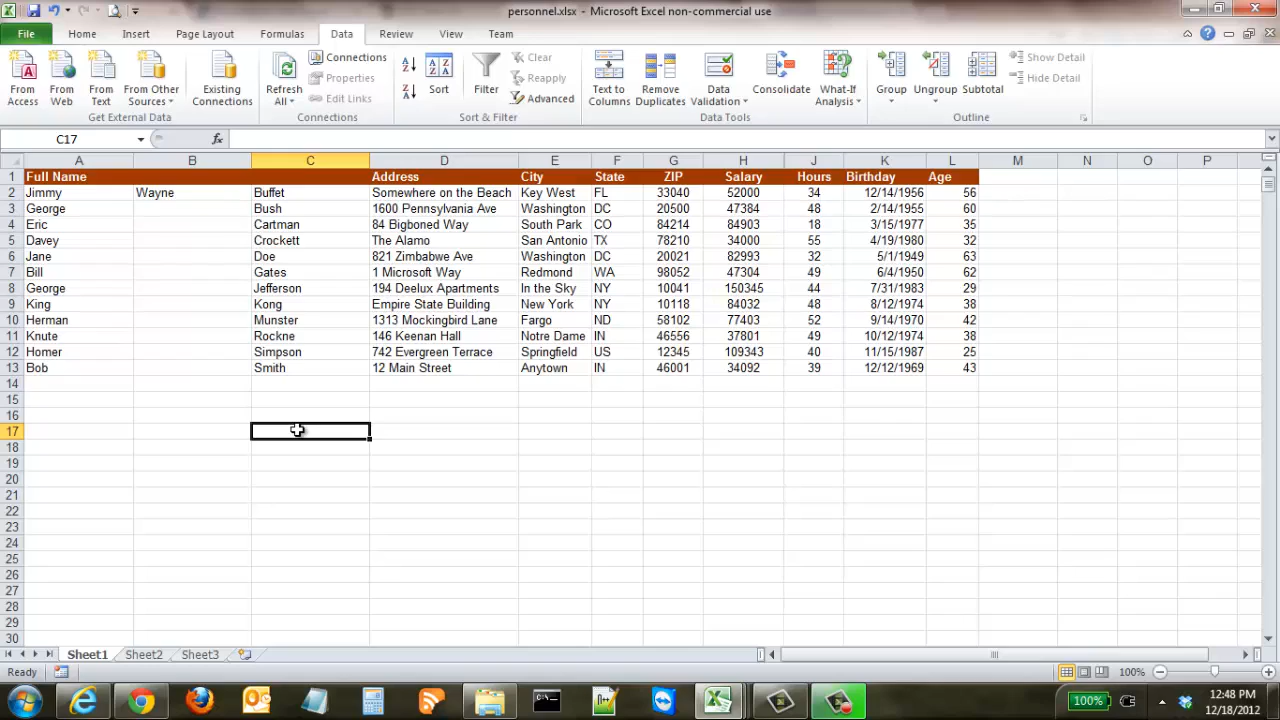 personnel.xlsx - Microsoft Excel non-commercial use
File Home Insert Page Layout Formulas Data Review View Team
From Access
From Web
From Text
From Other Sources
Existing Connections
Get External Data
Refresh All
Connections
Properties
Edit Links
Connections
Sort
Filter
Clear
Reapply
Advanced
Sort & Filter
Text to Columns
Remove Duplicates
Data Validation
Consolidate
What-If Analysis
Data Tools
Group
Ungroup
Subtotal
Show Detail
Hide Detail
Outline
C17 fx
A B C D E F G H J K L M N O P
1 Full Name Address City State ZIP Salary Hours Birthday Age
2 Jimmy Wayne Buffet Somewhere on the Beach Key West FL 33040 52000 34 12/14/1956 56
3 George Bush 1600 Pennsylvania Ave Washington DC 20500 47384 48 2/14/1955 60
4 Eric Cartman 84 Bigboned Way South Park CO 84214 84903 18 3/15/1977 35
5 Davey Crockett The Alamo San Antonio TX 78210 34000 55 4/19/1980 32
6 Jane Doe 821 Zimbabwe Ave Washington DC 20021 82993 32 5/1/1949 63
7 Bill Gates 1 Microsoft Way Redmond WA 98052 47304 49 6/4/1950 62
8 George Jefferson 194 Deelux Apartments In the Sky NY 10041 150345 44 7/31/1983 29
9 King Kong Empire State Building New York NY 10118 84032 48 8/12/1974 38
10 Herman Munster 1313 Mockingbird Lane Fargo ND 58102 77403 52 9/14/1970 42
11 Knute Rockne 146 Keenan Hall Notre Dame IN 46556 37801 49 10/12/1974 38
12 Homer Simpson 742 Evergreen Terrace Springfield US 12345 109343 40 11/15/1987 25
13 Bob Smith 12 Main Street Anytown IN 46001 34092 39 12/12/1969 43
14
15
16
17
18
19
20
21
22
23
24
25
26
27
28
29
30
Sheet1 Sheet2 Sheet3
Ready 100%
100% 12:48 PM
12/18/2012